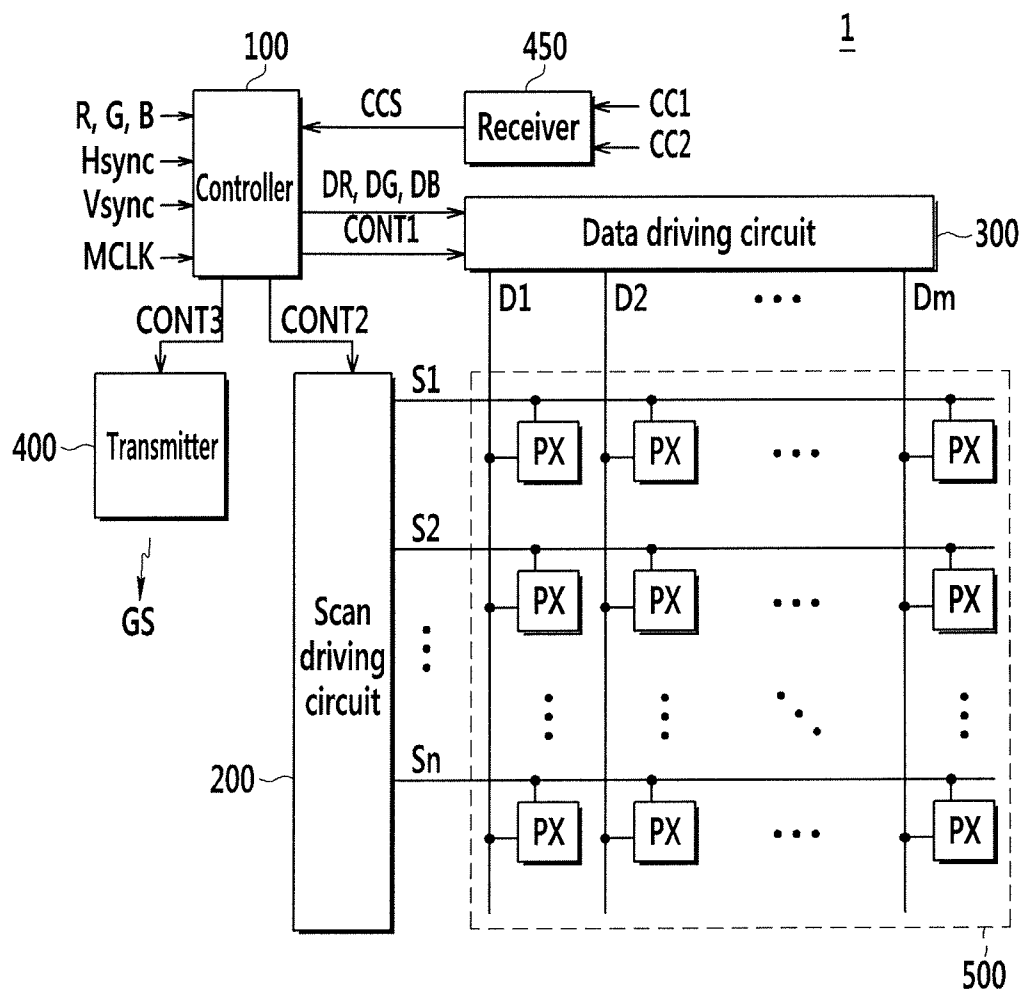 1
100
450
R, G, B
Hsync
Vsync
MCLK
Controller
CCS
Receiver
CC1
CC2
DR, DG, DB
CONT1
Data driving circuit
300
CONT3
CONT2
D1
D2
• • •
Dm
400
Transmitter
GS
200
Scan
driving
circuit
S1
PX
PX
• • •
PX
S2
PX
PX
• • •
PX
Sn
PX
PX
• • •
PX
500